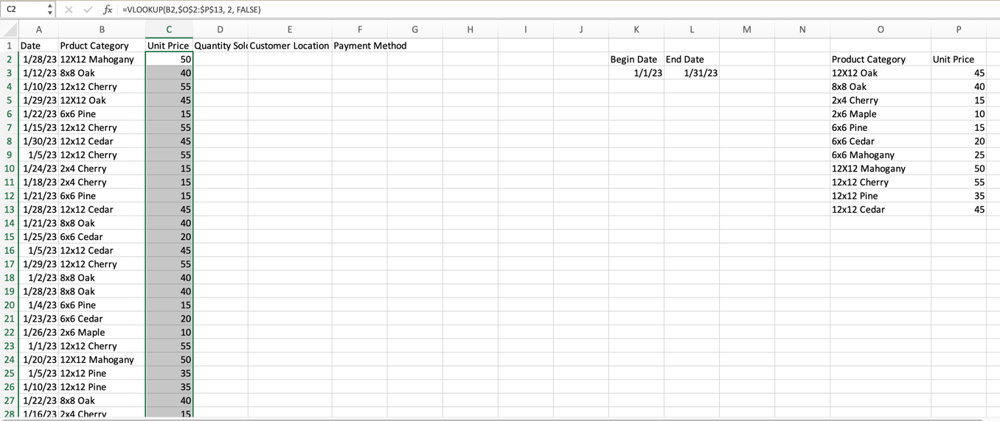 C2 fx =VLOOKUP(B2,$O$2:$P$13, 2, FALSE)
A B C D E F G H I J K L M N O P
1 Date Prduct Category Unit Price Quantity Sol Customer Location Payment Method
2 1/28/23 12X12 Mahogany 50 Begin Date End Date Product Category Unit Price
3 1/12/23 8x8 Oak 40 1/1/23 1/31/23 12X12 Oak 45
4 1/10/23 12x12 Cherry 55 8x8 Oak 40
5 1/29/23 12X12 Oak 45 2x4 Cherry 15
6 1/22/23 6x6 Pine 15 2x6 Maple 10
7 1/15/23 12x12 Cherry 55 6x6 Pine 15
8 1/30/23 12x12 Cedar 45 6x6 Cedar 20
9 1/5/23 12x12 Cherry 55 6x6 Mahogany 25
10 1/24/23 2x4 Cherry 15 12X12 Mahogany 50
11 1/18/23 2x4 Cherry 15 12x12 Cherry 55
12 1/21/23 6x6 Pine 15 12x12 Pine 35
13 1/28/23 12x12 Cedar 45 12x12 Cedar 45
14 1/21/23 8x8 Oak 40
15 1/25/23 6x6 Cedar 20
16 1/5/23 12x12 Cedar 45
17 1/29/23 12x12 Cherry 55
18 1/2/23 8x8 Oak 40
19 1/28/23 8x8 Oak 40
20 1/4/23 6x6 Pine 15
21 1/23/23 6x6 Cedar 20
22 1/26/23 2x6 Maple 10
23 1/1/23 12x12 Cherry 55
24 1/20/23 12X12 Mahogany 50
25 1/5/23 12x12 Pine 35
26 1/10/23 12x12 Pine 35
27 1/22/23 8x8 Oak 40
28 1/16/23 2x4 Cherry 15